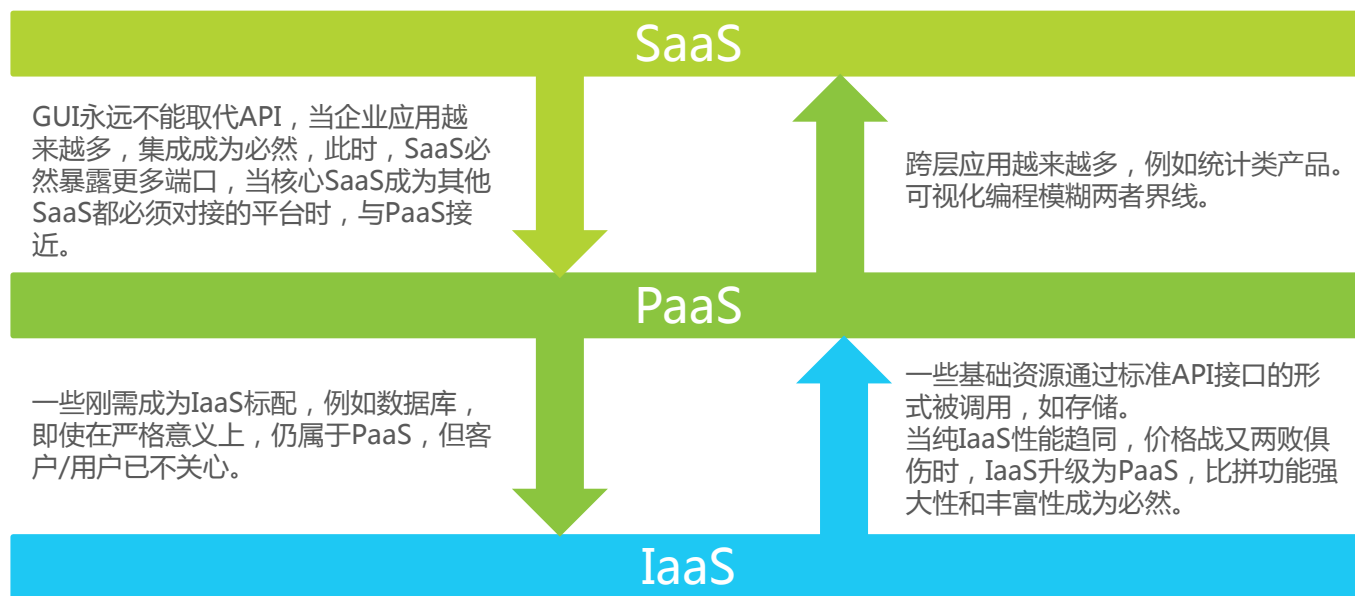 SaaS
GUI永远不能取代API，当企业应用越
来越多，集成成为必然，此时，SaaS必
然暴露更多端口，当核心SaaS成为其他
SaaS都必须对接的平台时，与PaaS接
近。
跨层应用越来越多，例如统计类产品。
可视化编程模糊两者界线。
PaaS
一些刚需成为IaaS标配，例如数据库，
即使在严格意义上，仍属于PaaS，但客
户/用户已不关心。
一些基础资源通过标准API接口的形
式被调用，如存储。
当纯IaaS性能趋同，价格战又两败俱
伤时，IaaS升级为PaaS，比拼功能强
大性和丰富性成为必然。
IaaS